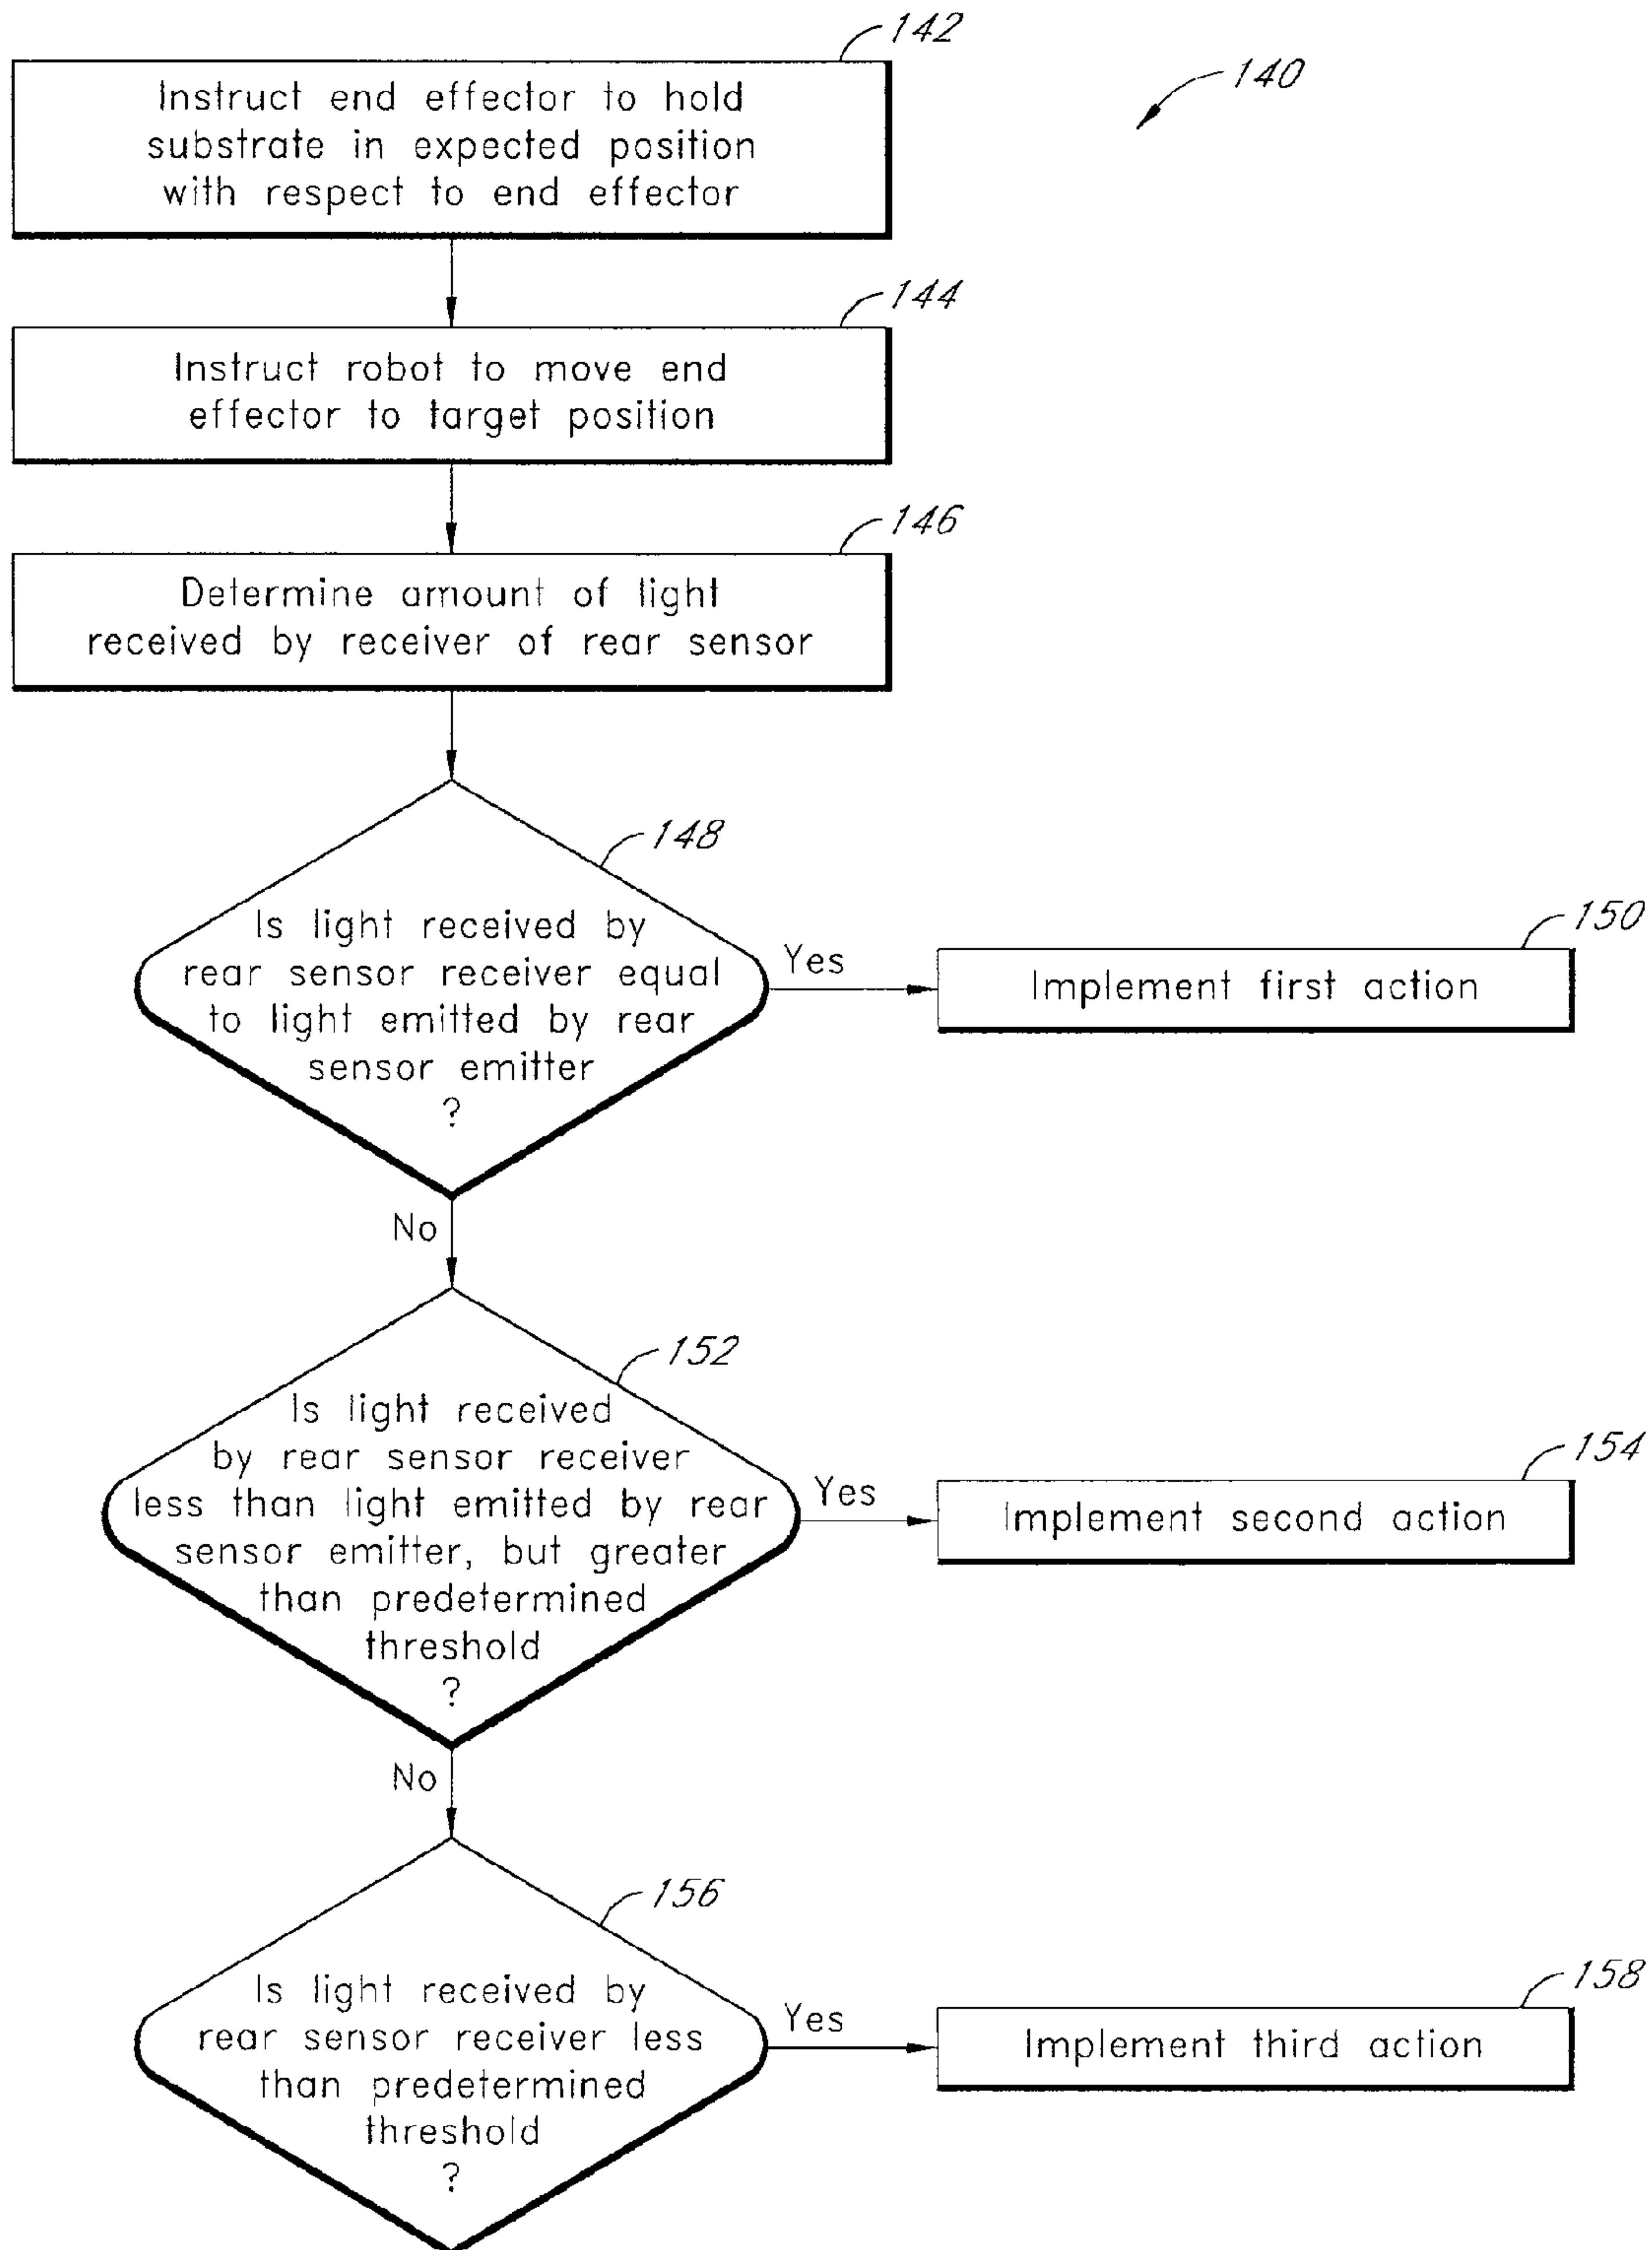 142
140
Instruct end effector to hold
substrate in expected position
with respect to end effector
144
Instruct robot to move end
effector to target position
146
Determine amount of light
received by receiver of rear sensor
148
Is light received by
rear sensor receiver equal
to light emitted by rear
sensor emitter
?
Yes
150
Implement first action
No
152
Is light received
by rear sensor receiver
less than light emitted by rear
sensor emitter, but greater
than predetermined
threshold
?
Yes
154
Implement second action
No
156
Is light received by
rear sensor receiver less
than predetermined
threshold
?
Yes
158
Implement third action